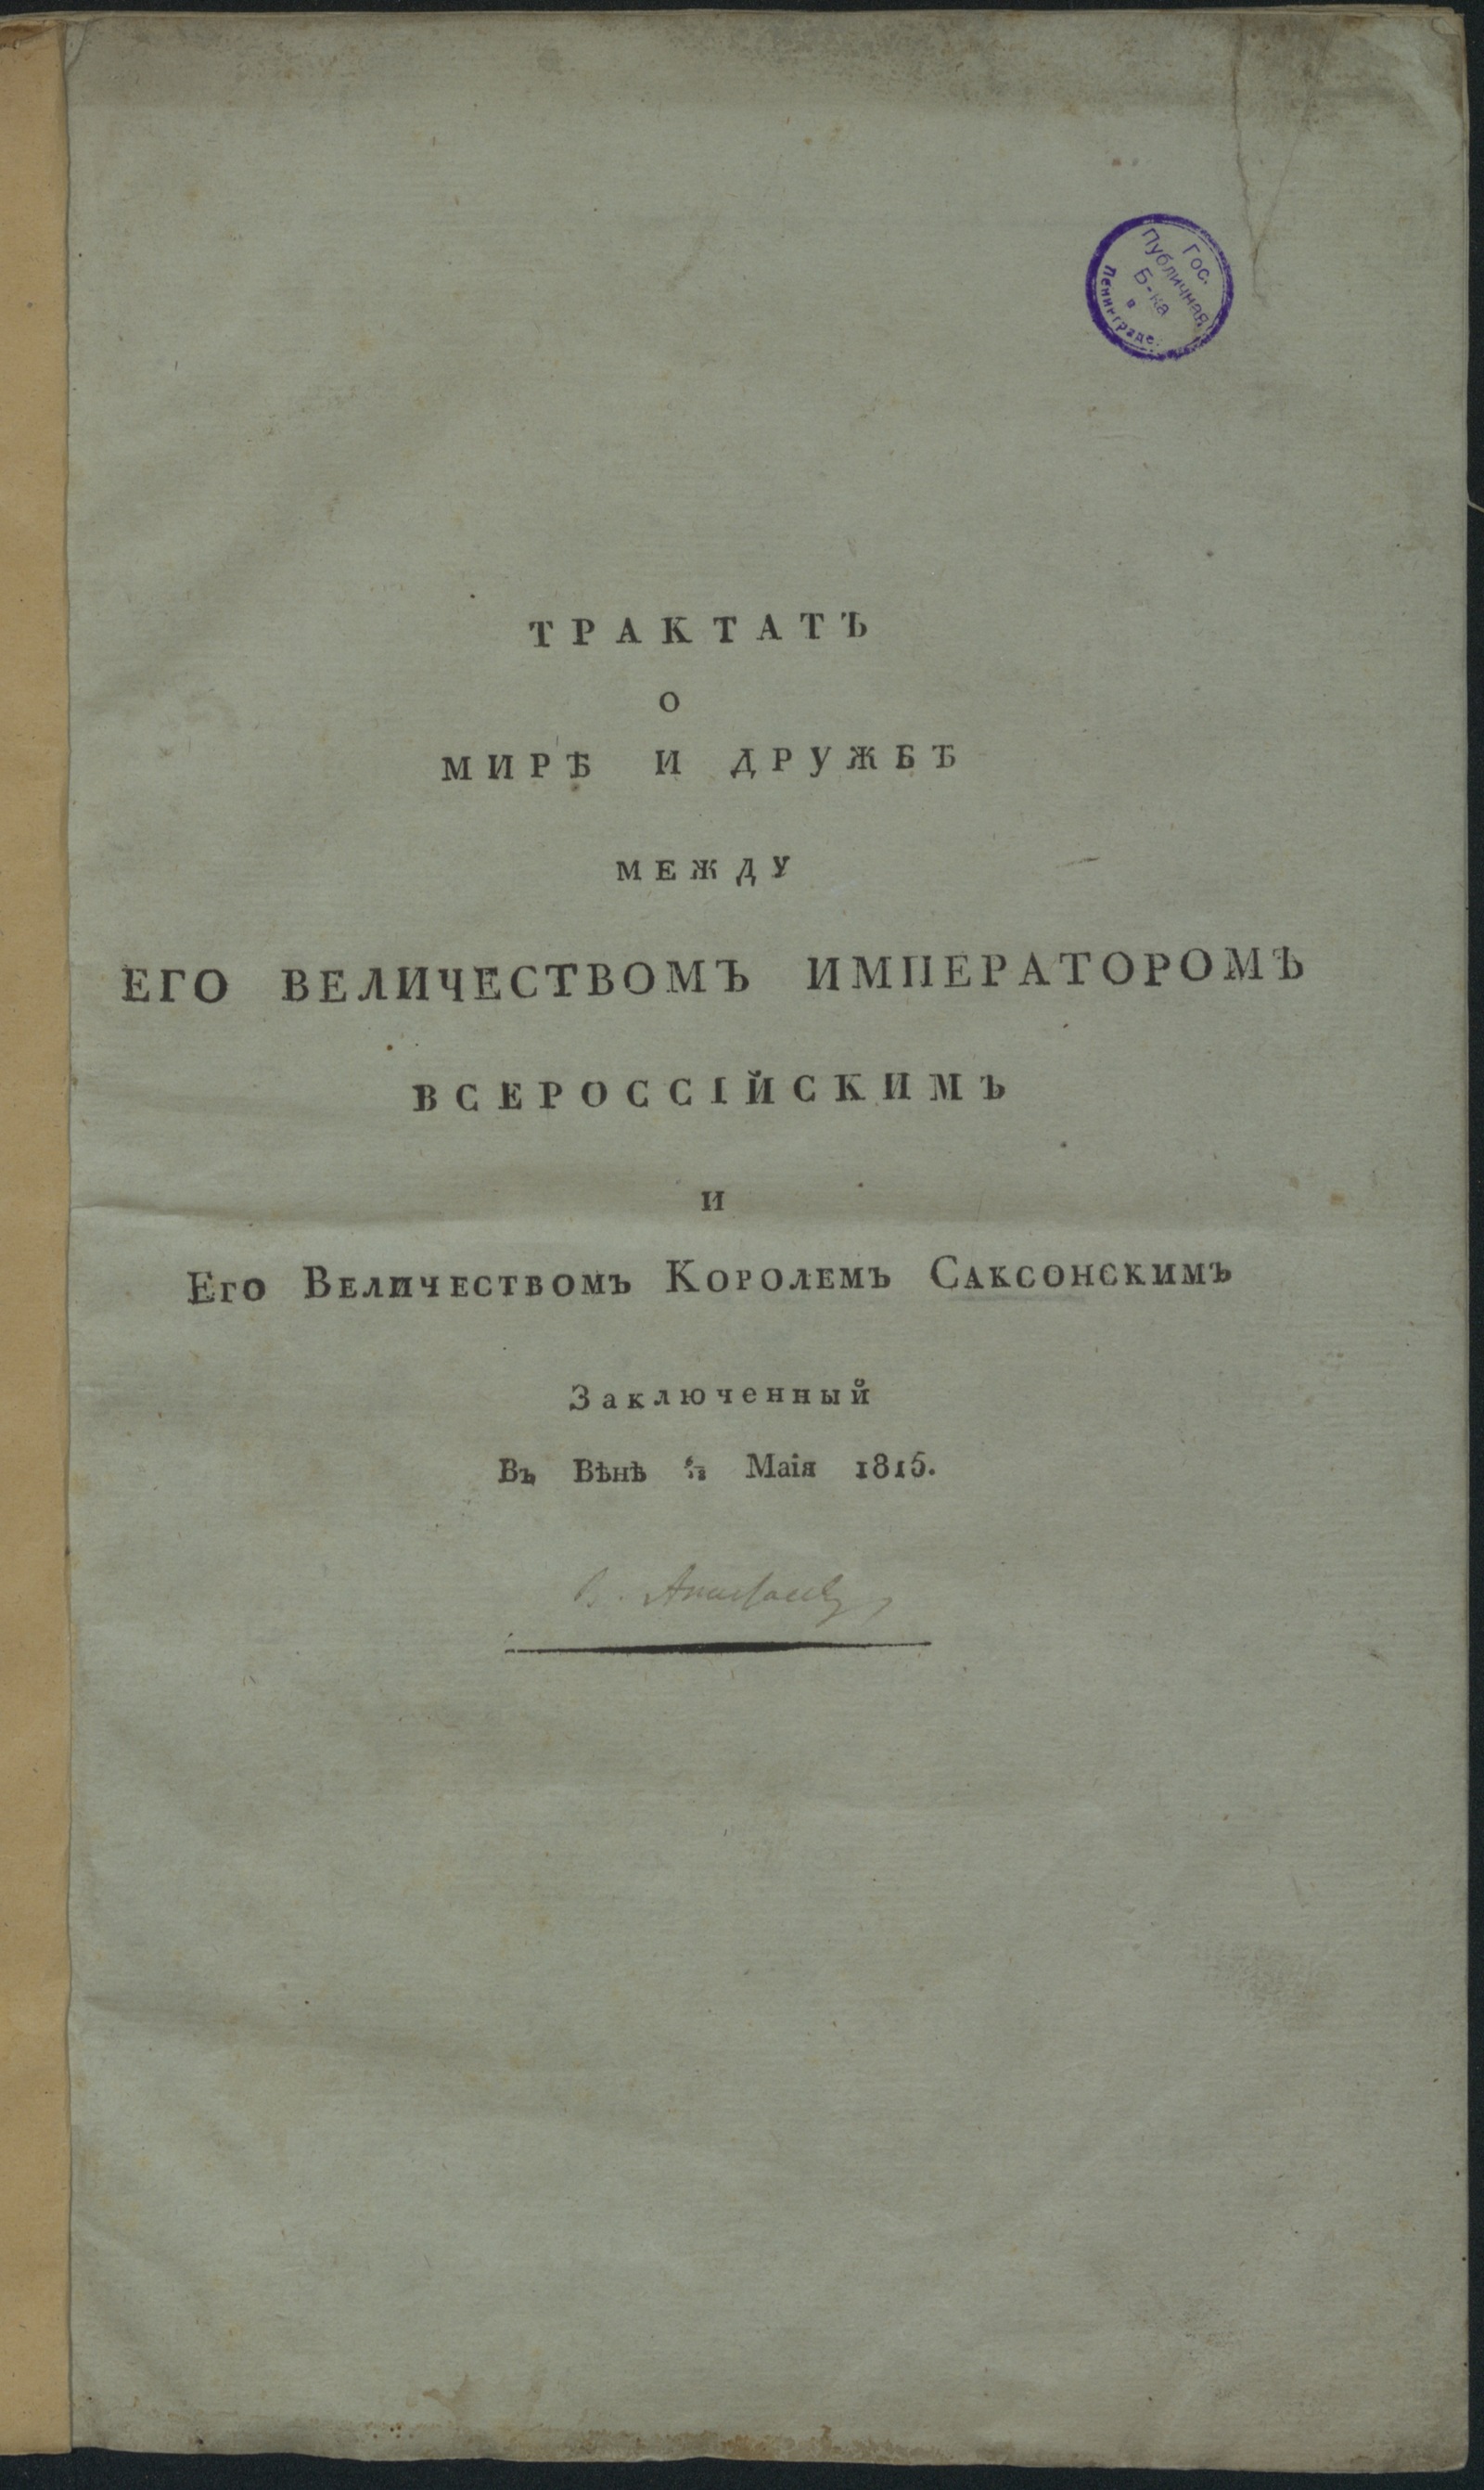 Гос.
Публичная
Б-ка
в
Ленинграде.
ТРАКТАТЪ
О
МИРѢ И ДРУЖБѢ
МЕЖДУ
ЕГО ВЕЛИЧЕСТВОМЪ ИМПЕРАТОРОМЪ
ВСЕРОССІЙСКИМЪ
И
Его Величествомъ Королемъ Саксонскимъ
Заключенный
Въ Вѣнѣ Маія 1815.